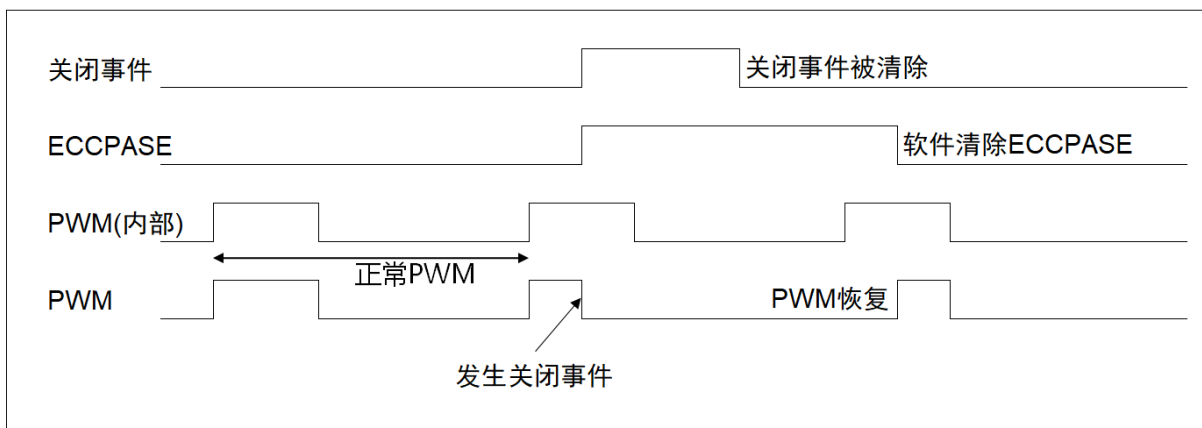 关闭事件
关闭事件被清除
ECCPASE
软件清除ECCPASE
PWM(内部)
正常PWM
PWM
PWM恢复
发生关闭事件